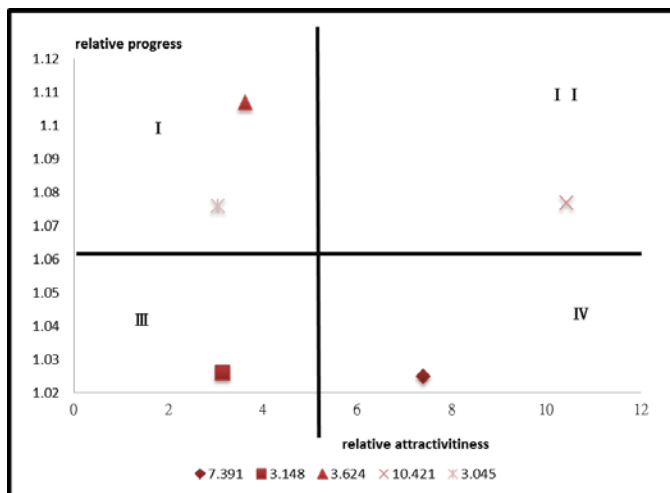 relative progress
1.12
1.11
1.1
1.09
1.08
1.07
1.06
1.05
1.04
1.03
1.02
I
I I
III
IV
0 2 4 6 8 10 12
relative attractivitiness
7.391 3.148 3.624 10.421 3.045